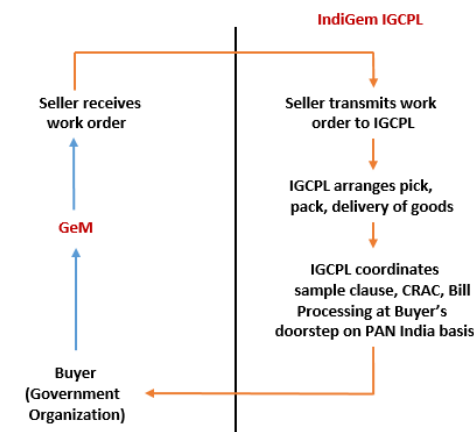 IndiGem IGCPL
Seller receives
work order
Seller transmits work
order to IGCPL
IGCPL arranges pick,
pack, delivery of goods
GeM
IGCPL coordinates
sample clause, CRAC, Bill
Processing at Buyer's
doorstep on PAN India basis
Buyer
(Government
Organization)